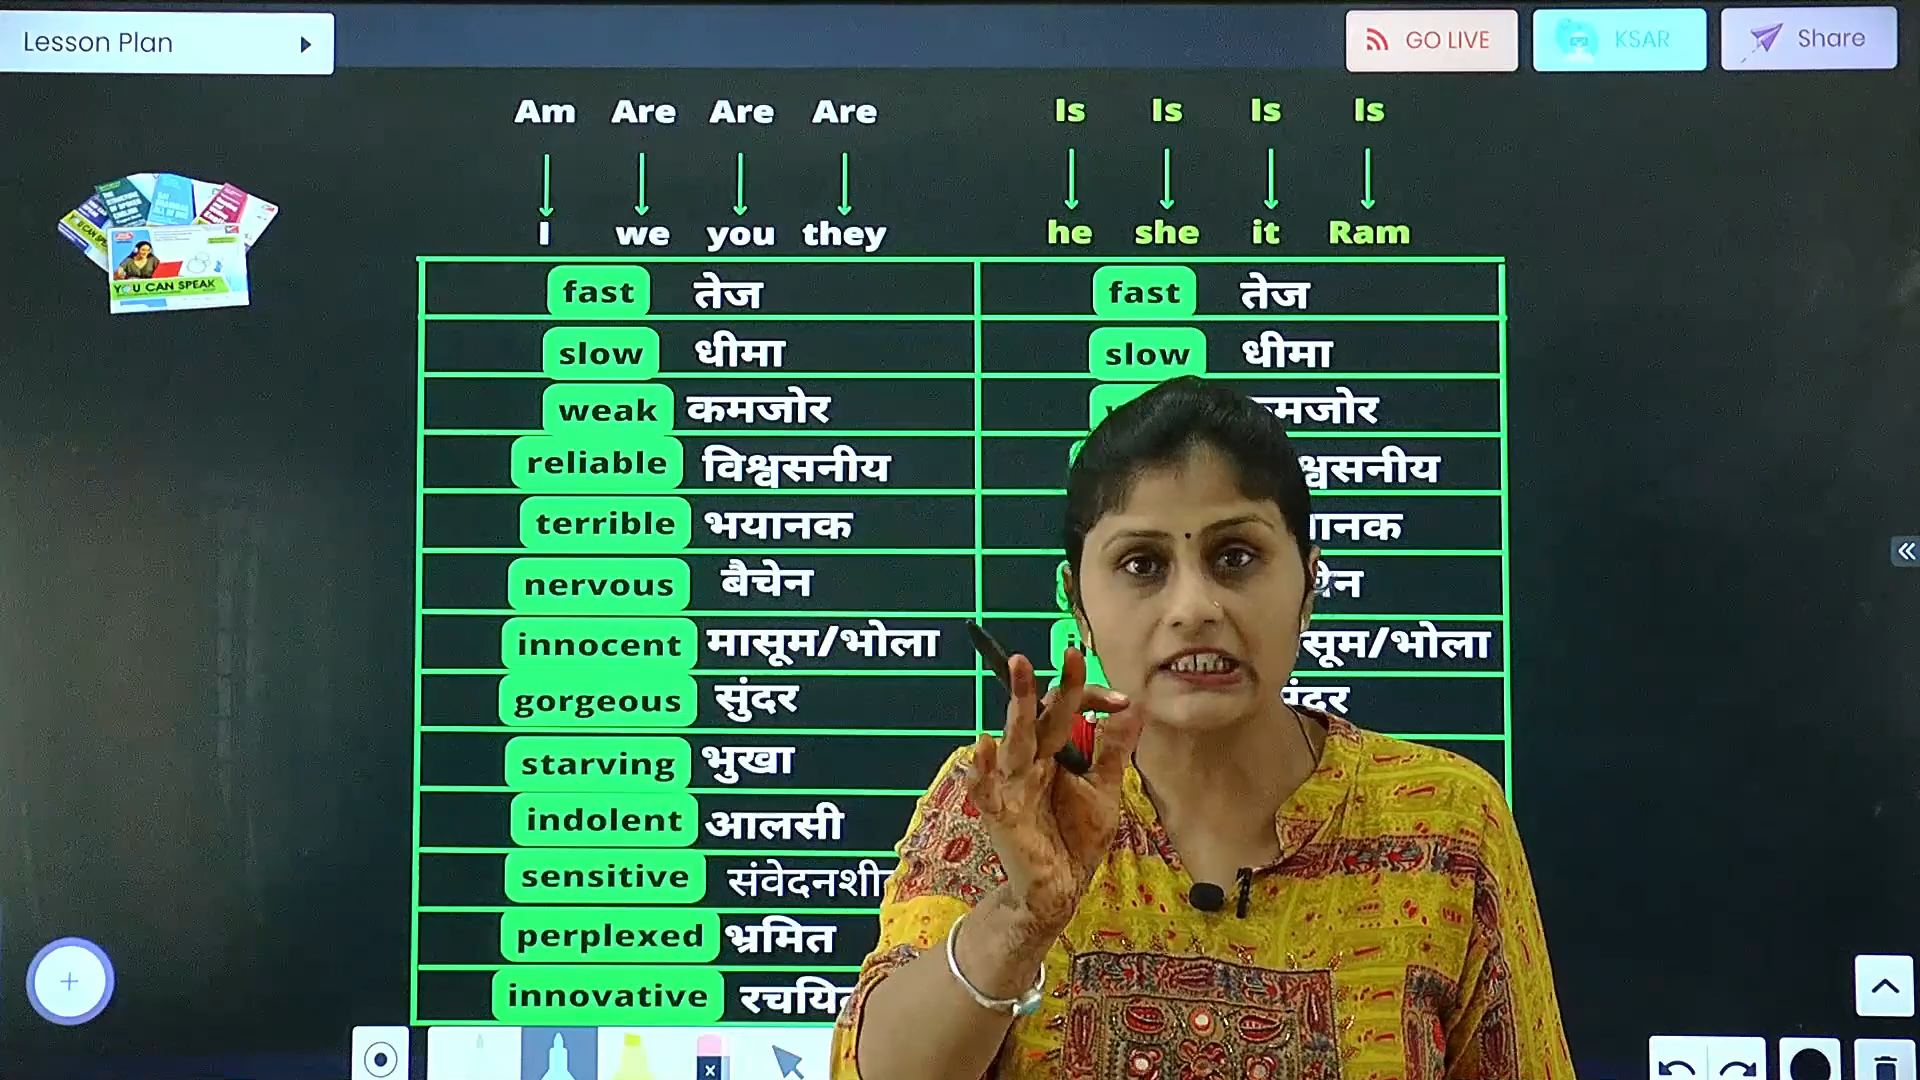 Lesson Plan
GO LIVE
KSAR
Share
Am Are Are Are Is Is Is Is
I we you they he she it Ram
fast तेज fast तेज
slow धीमा slow धीमा
weak कमजोर
reliable विश्वसनीय
terrible भयानक
nervous बैचेन
innocent मासूम/भोला
gorgeous सुंदर
starving भुखा
indolent आलसी
sensitive
perplexed भ्रमित
innovative
YOU CAN SPEAK